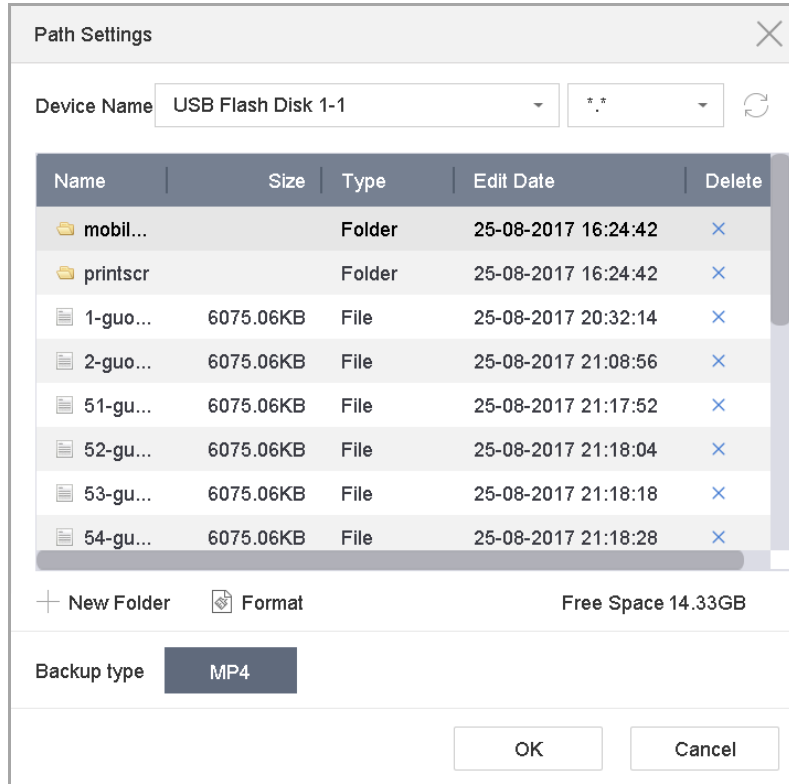 Path Settings
Device Name USB Flash Disk 1-1 *.*
Name Size Type Edit Date Delete
mobil... Folder 25-08-2017 16:24:42
printscr Folder 25-08-2017 16:24:42
1-guo... 6075.06KB File 25-08-2017 20:32:14
2-guo... 6075.06KB File 25-08-2017 21:08:56
51-gu... 6075.06KB File 25-08-2017 21:17:52
52-gu... 6075.06KB File 25-08-2017 21:18:04
53-gu... 6075.06KB File 25-08-2017 21:18:18
54-gu... 6075.06KB File 25-08-2017 21:18:28
New Folder Format Free Space 14.33GB
Backup type MP4
OK Cancel